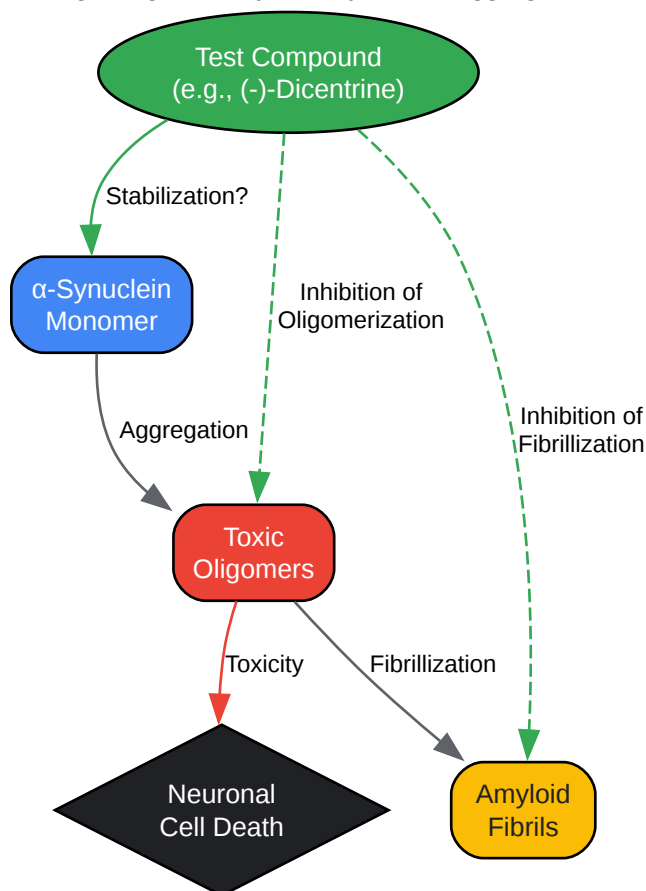 Test Compound
(e.g., (-)-Dicentrine)
Stabilization?
α-Synuclein
Monomer
Inhibition of
Oligomerization
Aggregation
Inhibition of
Fibrillization
Toxic
Oligomers
Toxicity
Fibrillization
Neuronal
Cell Death
Amyloid
Fibrils